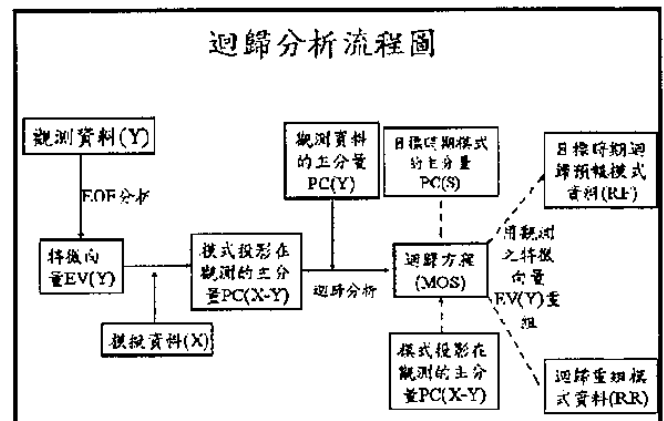 迴歸分析流程圖
觀測資料(Y)
EOF分析
特徵向
量EV(Y)
模擬資料(X)
模式投影在
觀測的主分
量PC(X-Y)
觀測資料
的主分量
PC(Y)
迴歸分析
目標時期模式
的主分量
PC(S)
迴歸方程
(MOS)
模式投影在
觀測的主分
量PC(X-Y)
目標時期迴
歸預報模式
資料(RF)
用觀測
之特徵
向量
EV(Y)重
組
迴歸重組模
式資料(RR)